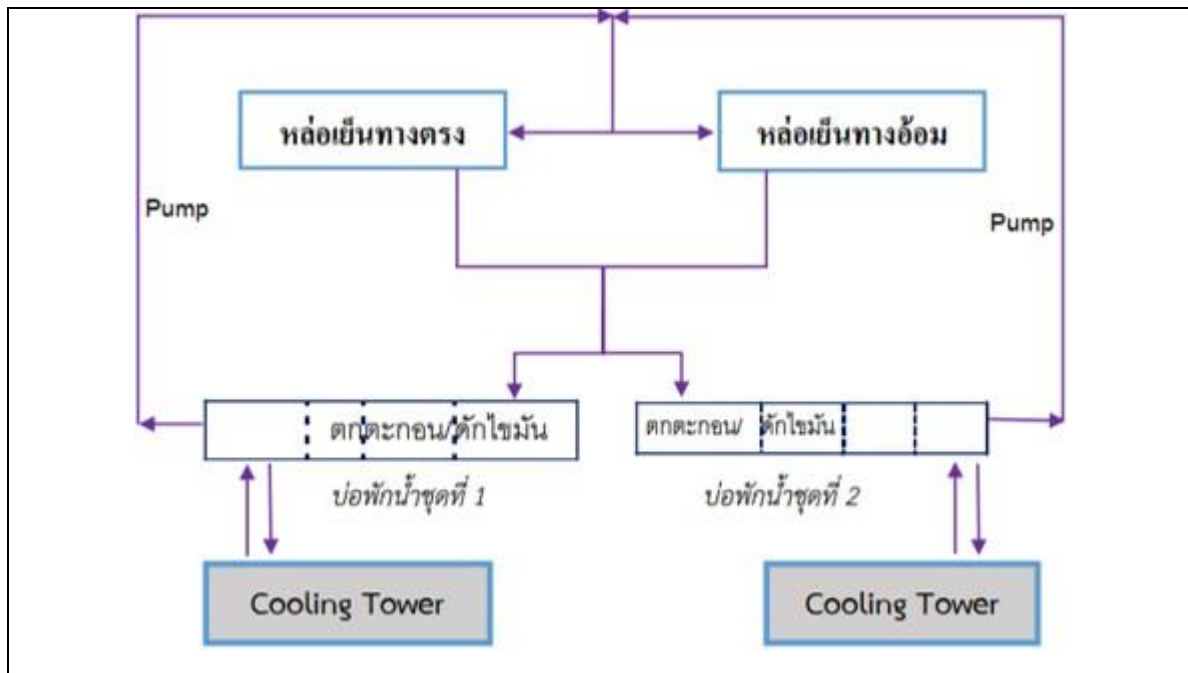 หล่อเย็นทางตรง
หล่อเย็นทางอ้อม
Pump
Pump
ตกตะกอน/ดักไขมัน
ตกตะกอน/ ดักไขมัน
บ่อพักน้ำชุดที่ 1
บ่อพักน้ำชุดที่ 2
Cooling Tower
Cooling Tower